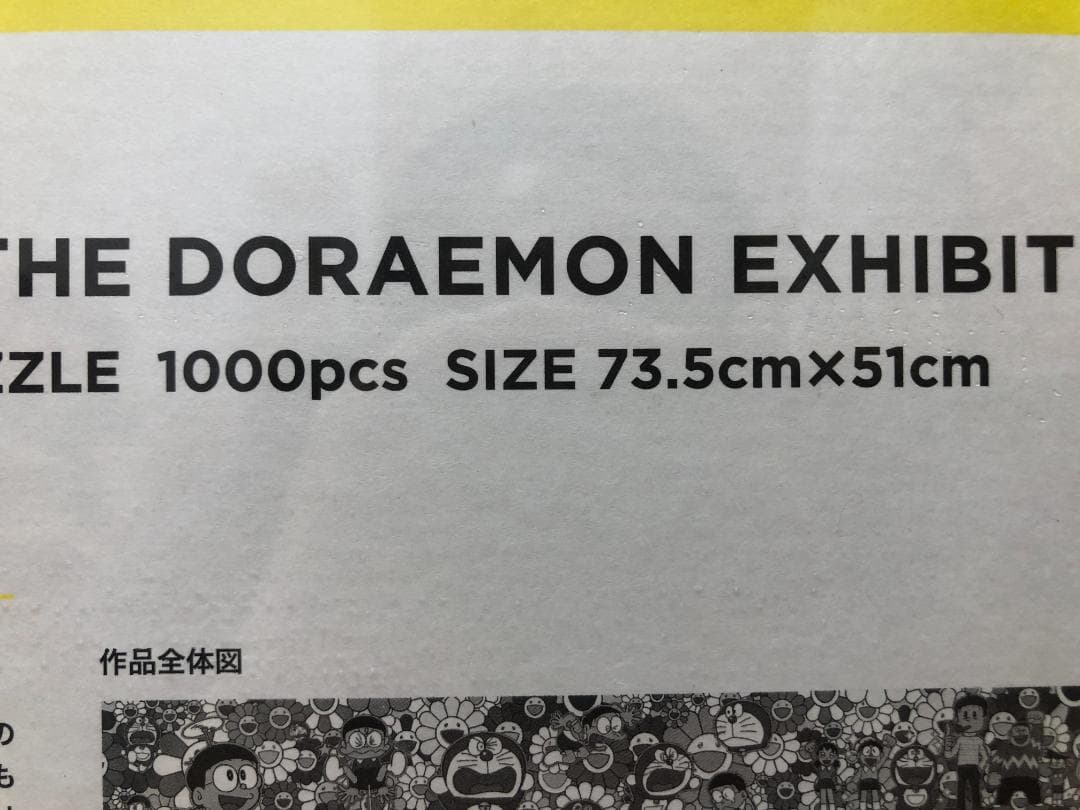 THE DORAEMON EXHIBIT
ZZLE 1000pcs SIZE 73.5cm×51cm
作品全体図
の
も